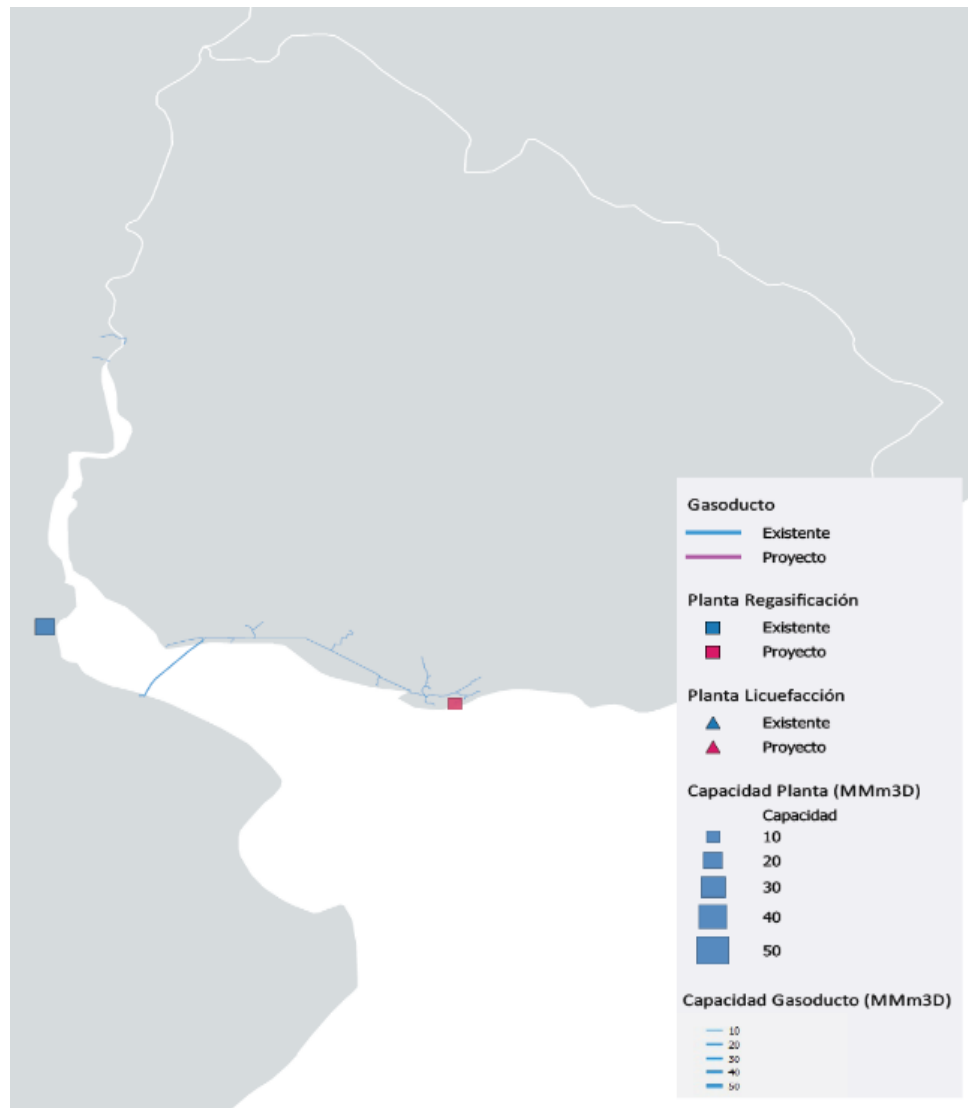 Gasoducto
Existente
Proyecto
Planta Regasificación
Existente
Proyecto
Planta Licuefacción
Existente
Proyecto
Capacidad Planta (MMm3D)
Capacidad
10
20
30
40
50
Capacidad Gasoducto (MMm3D)
10
20
30
40
50